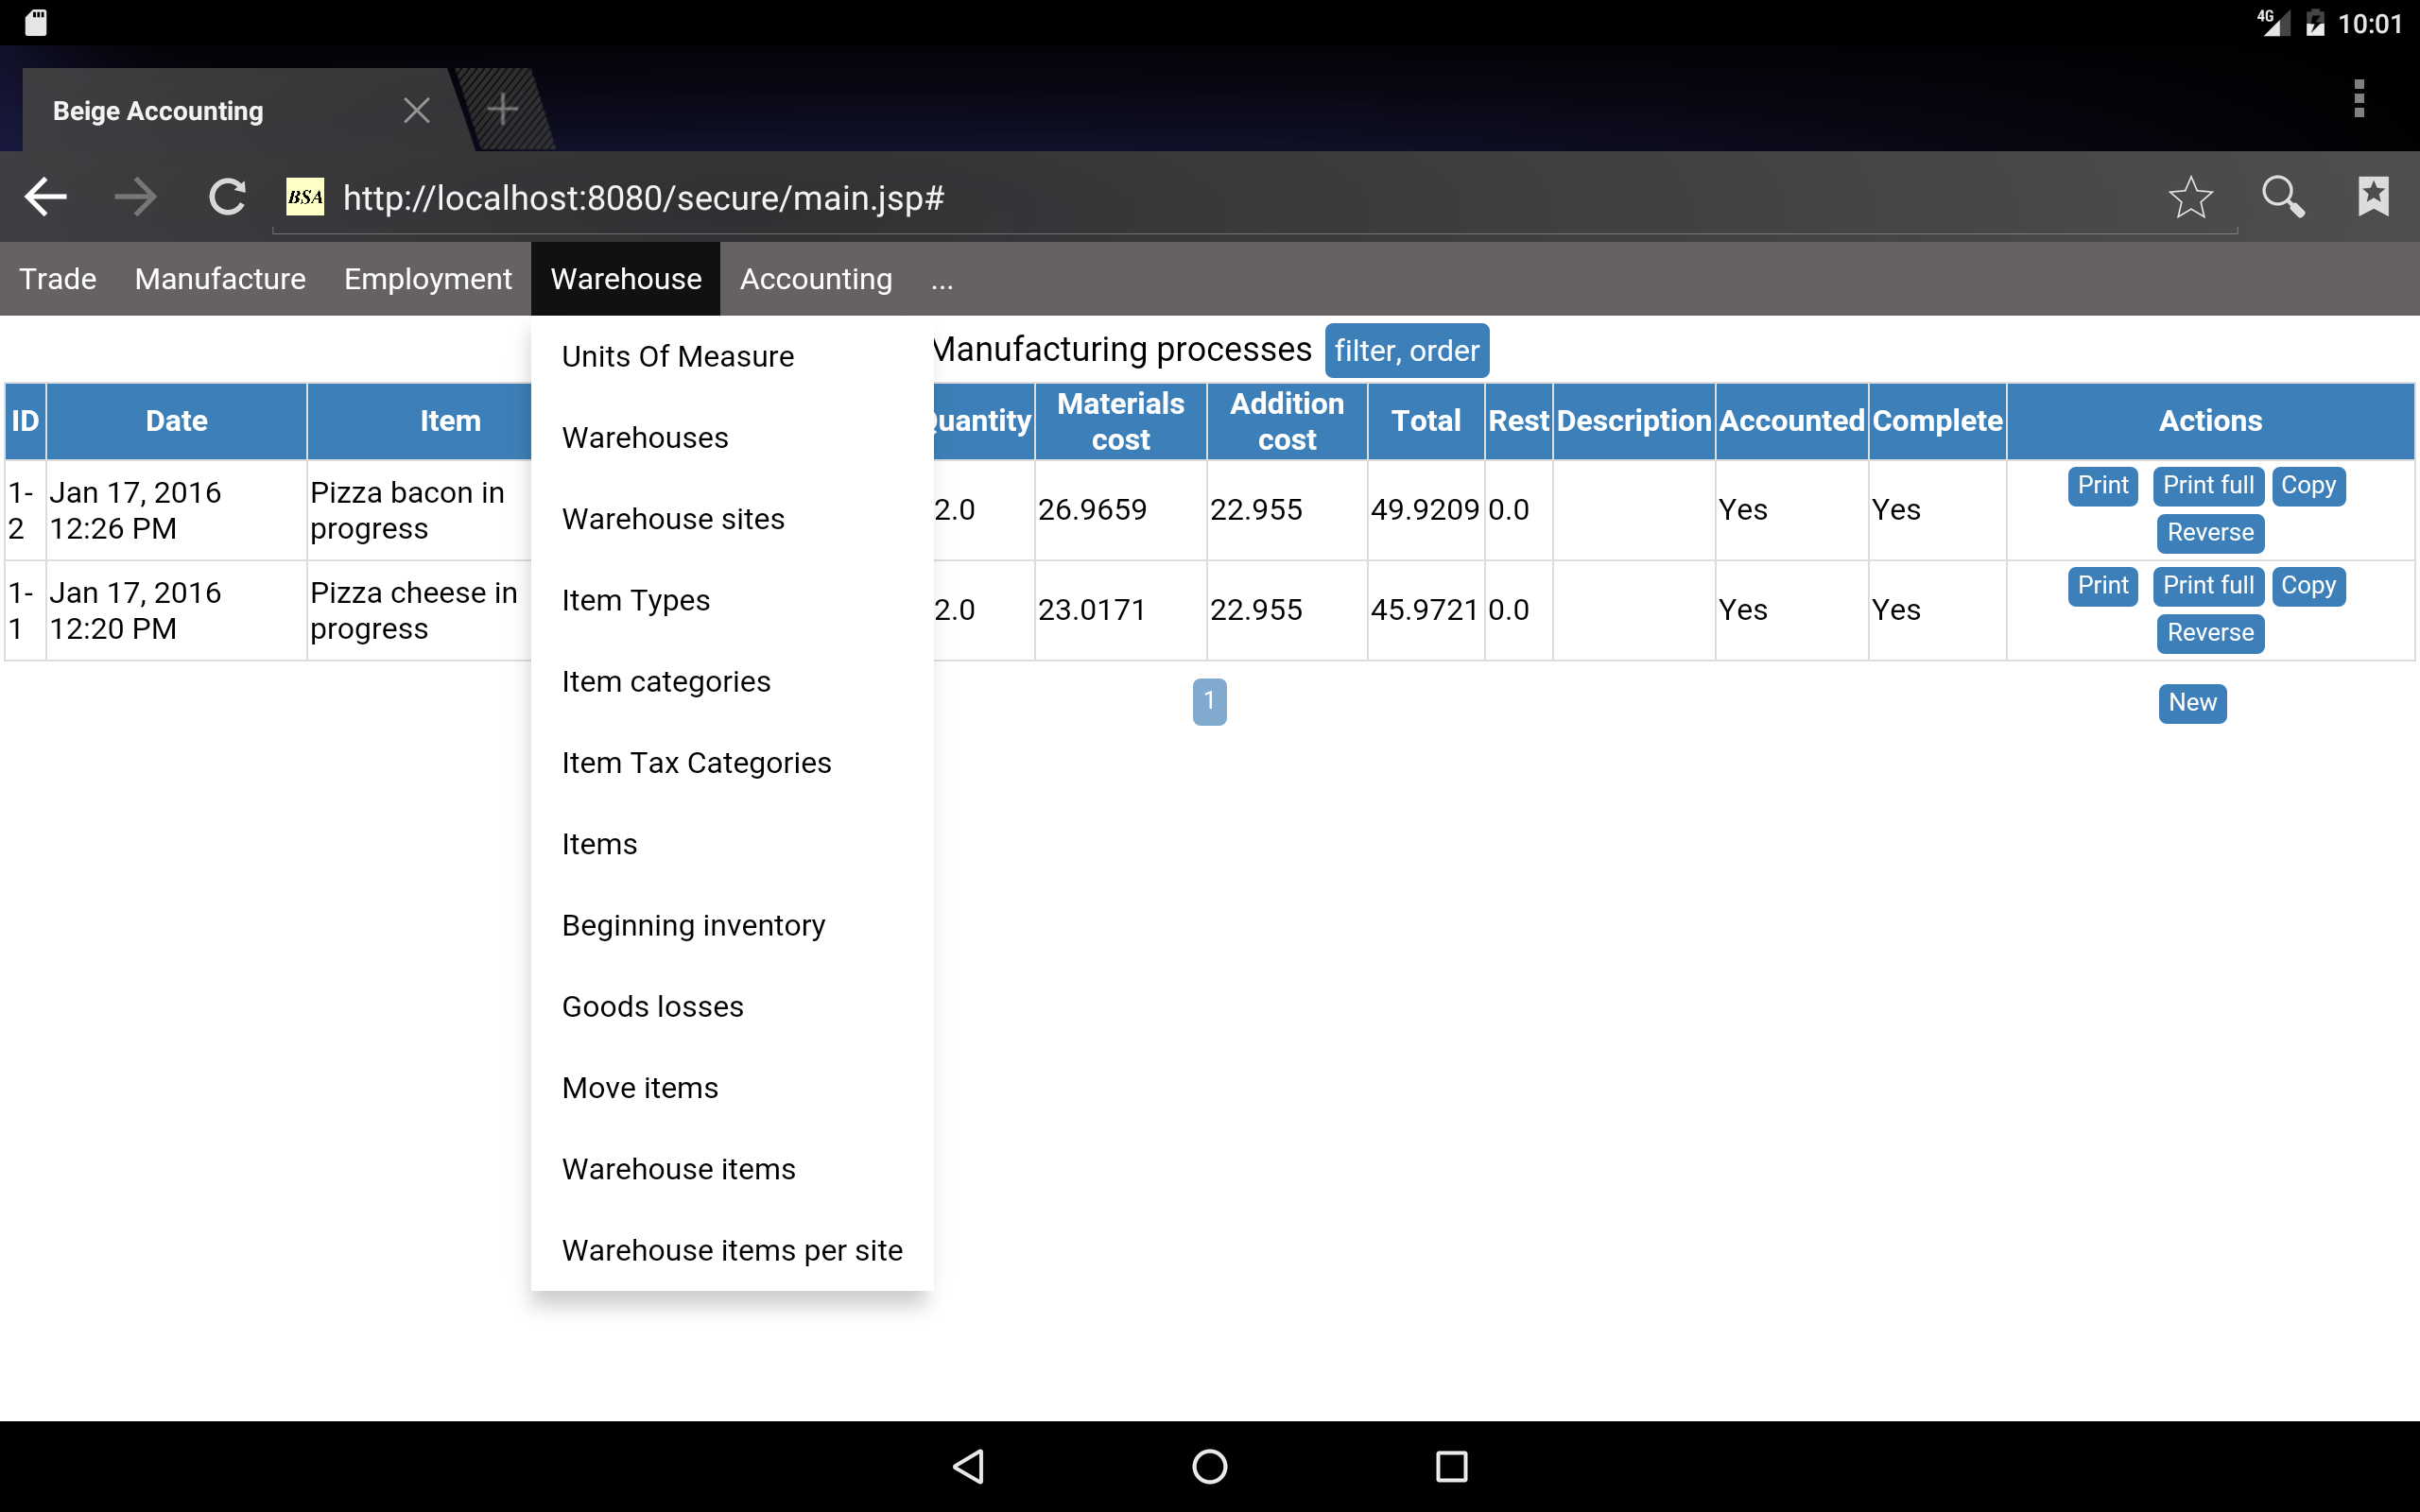 4G 10:01
Beige Accounting
BSA http://localhost:8080/secure/main.jsp#
Trade Manufacture Employment Warehouse Accounting ...
Manufacturing processes filter, order
ID Date Item Quantity Materials cost Addition cost Total Rest Description Accounted Complete Actions
1-2 Jan 17, 2016 12:26 PM Pizza bacon in progress 2.0 26.9659 22.955 49.9209 0.0 Yes Yes Print Print full Copy Reverse
1-1 Jan 17, 2016 12:20 PM Pizza cheese in progress 2.0 23.0171 22.955 45.9721 0.0 Yes Yes Print Print full Copy Reverse
1 New
Units Of Measure
Warehouses
Warehouse sites
Item Types
Item categories
Item Tax Categories
Items
Beginning inventory
Goods losses
Move items
Warehouse items
Warehouse items per site